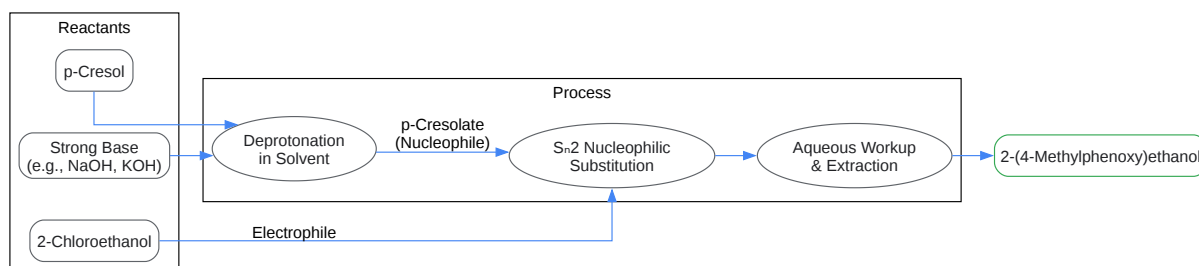 Reactants
p-Cresol
Process
Strong Base
(e.g., NaOH, KOH)
Deprotonation
in Solvent
p-Cresolate
(Nucleophile)
Sₙ2 Nucleophilic
Substitution
Aqueous Workup
& Extraction
2-(4-Methylphenoxy)ethanol
2-Chloroethanol
Electrophile